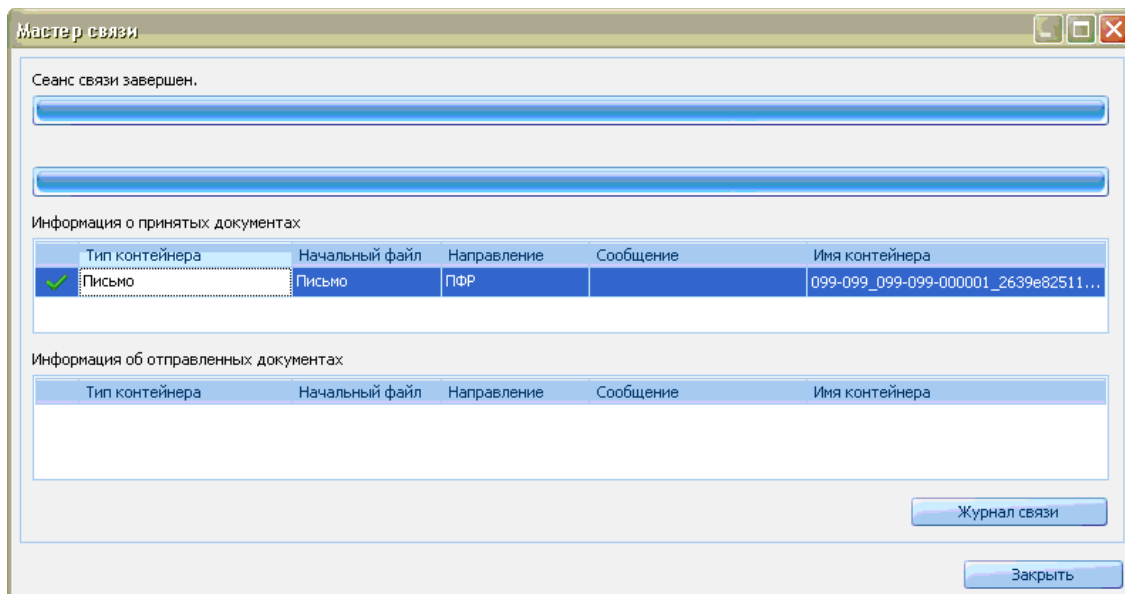 Мастер связи
Сеанс связи завершен.
Информация о принятых документах
Тип контейнера Начальный файл Направление Сообщение Имя контейнера
Письмо Письмо ПФР 099-099_099-099-000001_2639e82511...
Информация об отправленных документах
Тип контейнера Начальный файл Направление Сообщение Имя контейнера
Журнал связи
Закрыть